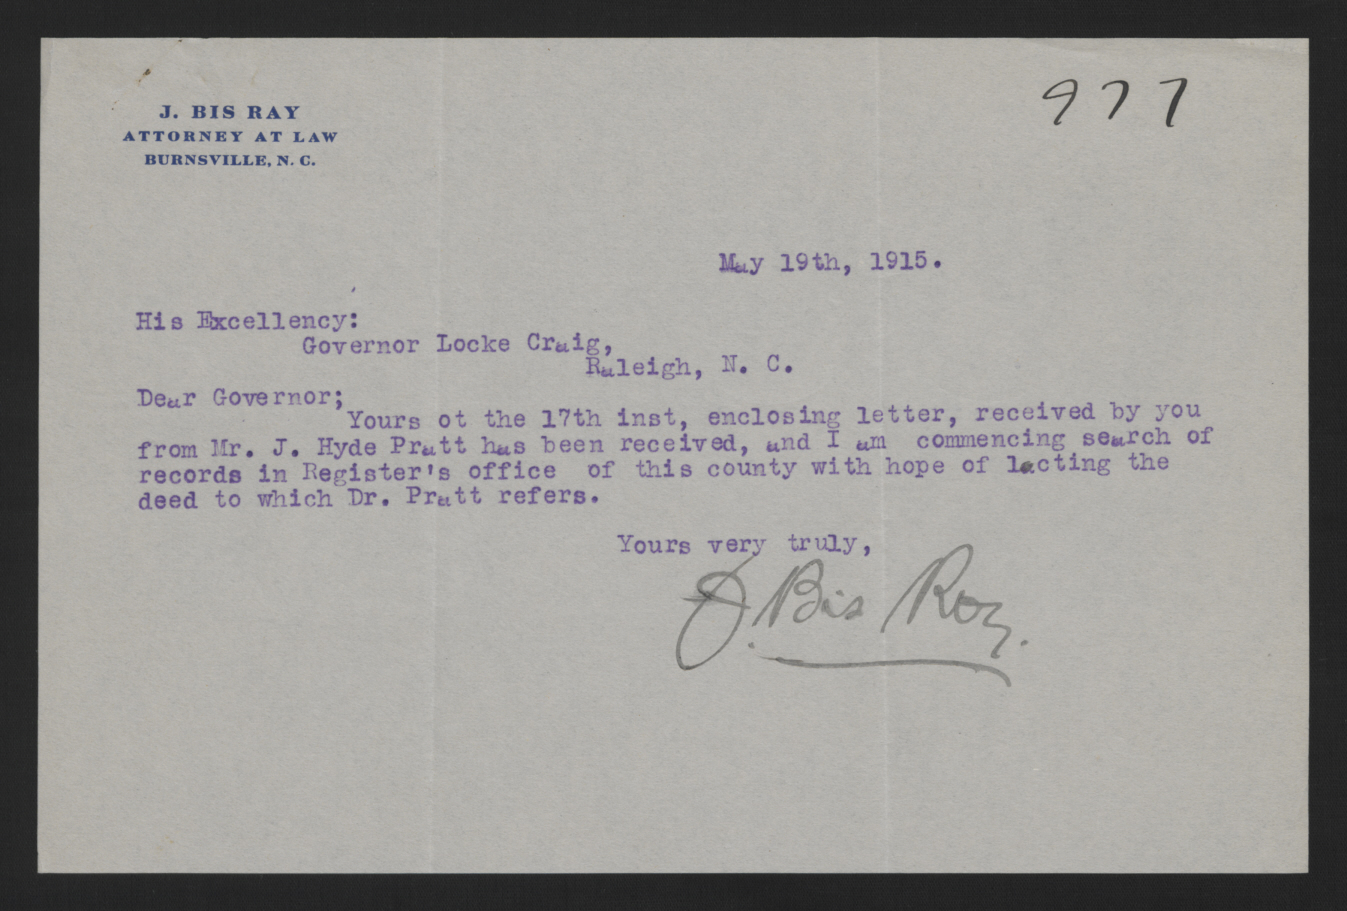 J. BIS RAY
ATTORNEY AT LAW
BURNSVILLE, N. C.
977
May 19th, 1915.
His Excellency:
Governor Locke Craig,
Raleigh, N. C.
Dear Governor;
Yours ot the 17th inst, enclosing letter, received by you
from Mr. J. Hyde Pratt has been received, and I am commencing search of
records in Register's office of this county with hope of lacting the
deed to which Dr. Pratt refers.
Yours very truly,
J. Bis Ray.